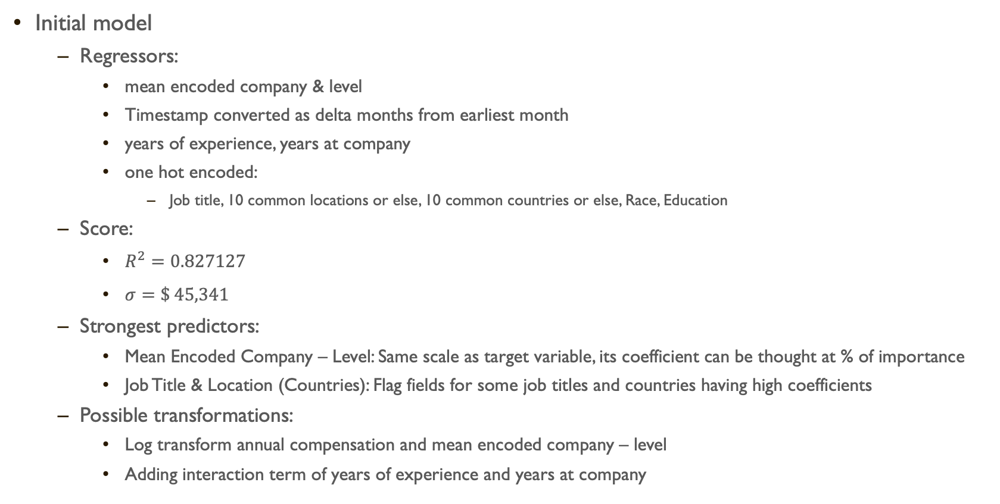 • Initial model
– Regressors:
• mean encoded company & level
• Timestamp converted as delta months from earliest month
• years of experience, years at company
• one hot encoded:
– Job title, 10 common locations or else, 10 common countries or else, Race, Education
– Score:
• R² = 0.827127
• σ = $ 45,341
– Strongest predictors:
• Mean Encoded Company – Level: Same scale as target variable, its coefficient can be thought at % of importance
• Job Title & Location (Countries): Flag fields for some job titles and countries having high coefficients
– Possible transformations:
• Log transform annual compensation and mean encoded company – level
• Adding interaction term of years of experience and years at company